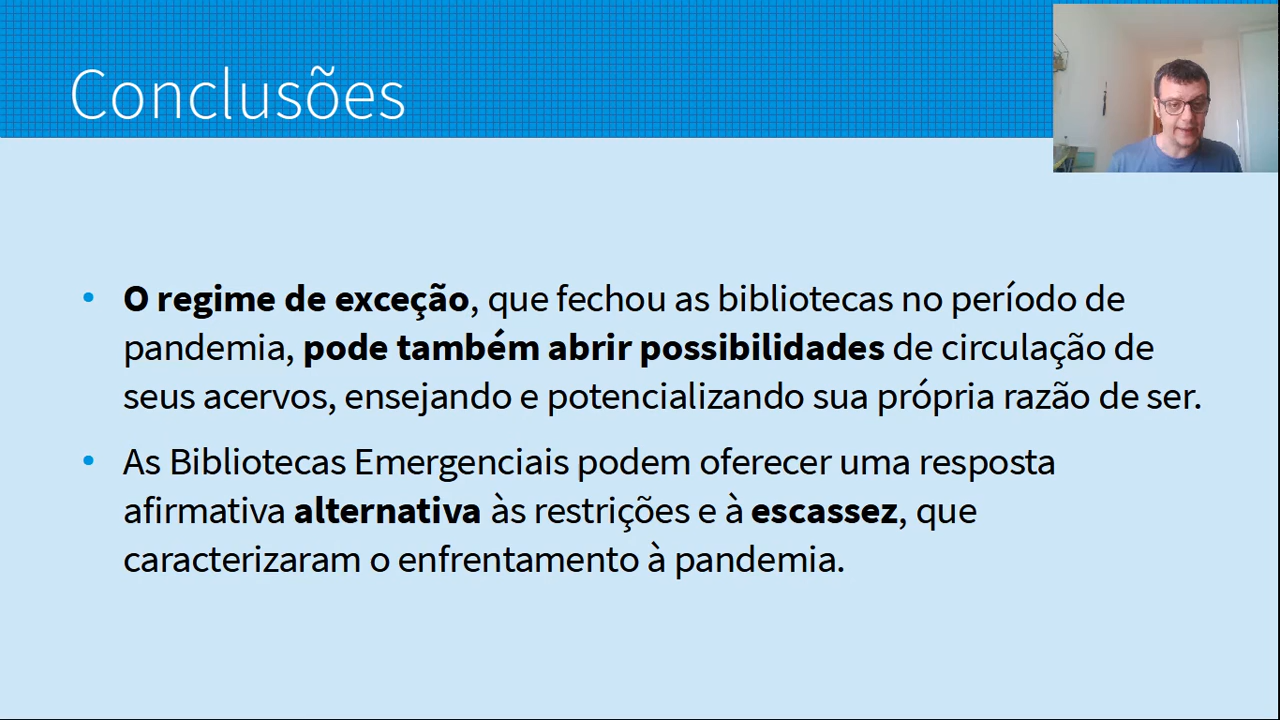 Conclusões
• O regime de exceção, que fechou as bibliotecas no período de
pandemia, pode também abrir possibilidades de circulação de
seus acervos, ensejando e potencializando sua própria razão de ser.
• As Bibliotecas Emergenciais podem oferecer uma resposta
afirmativa alternativa às restrições e à escassez, que
caracterizaram o enfrentamento à pandemia.